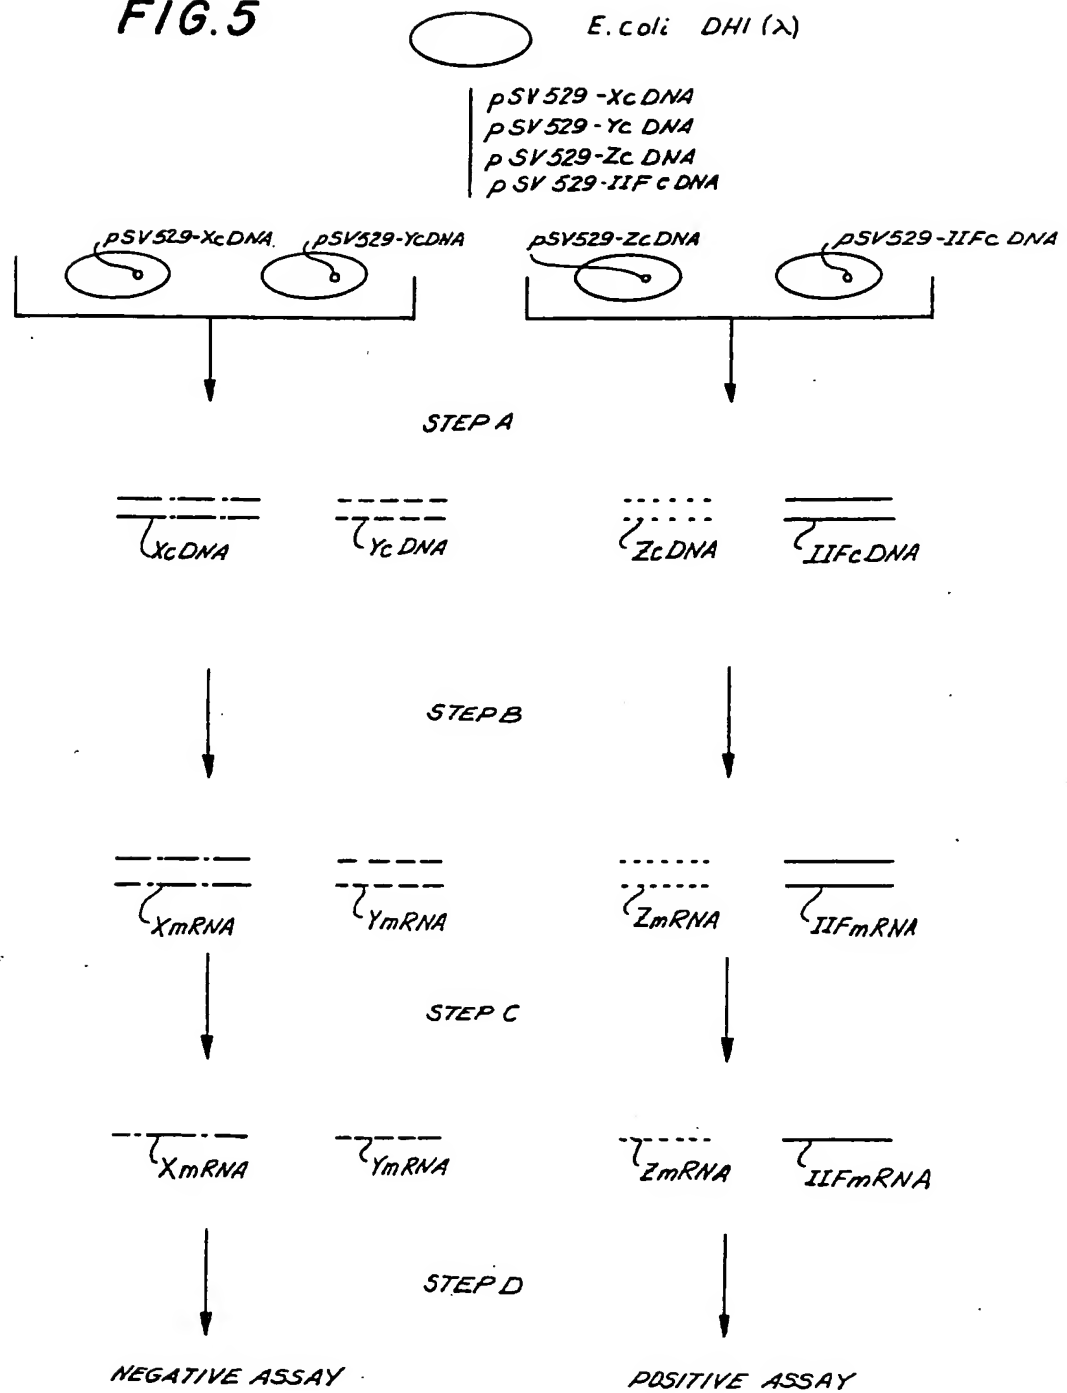 FIG. 5
E. coli DHI (λ)
pSV529-XcDNA
pSV529-YcDNA
pSV529-ZcDNA
pSV529-IIFcDNA
pSV529-XcDNA
pSV529-YcDNA
pSV529-ZcDNA
pSV529-IIFcDNA
STEP A
XcDNA
YcDNA
ZcDNA
IIFcDNA
STEP B
XmRNA
YmRNA
ZmRNA
IIFmRNA
STEP C
XmRNA
YmRNA
ZmRNA
IIFmRNA
STEP D
NEGATIVE ASSAY
POSITIVE ASSAY